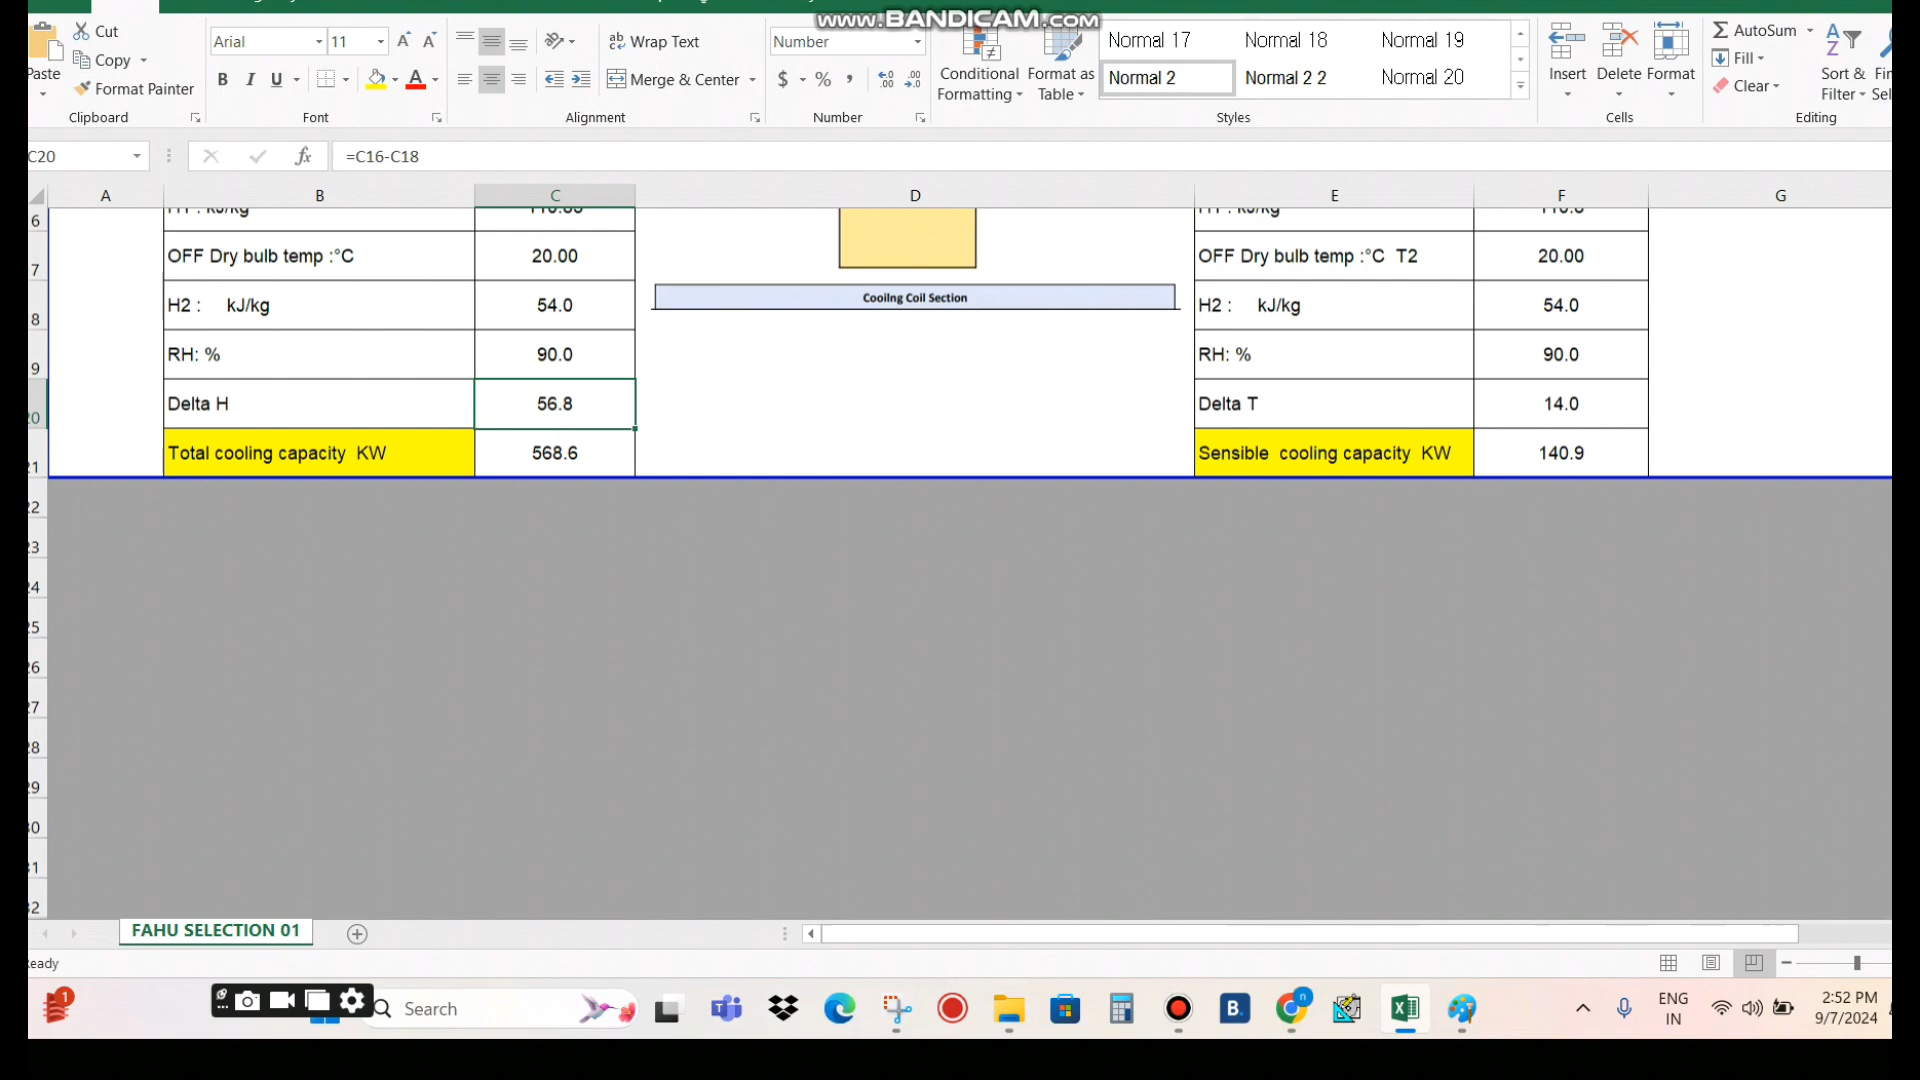 www.BANDICAM.com
Cut
Copy
Format Painter
Paste
Clipboard
Arial
11
B I U
A
Font
Wrap Text
Merge & Center
Alignment
Number
$ % ,
Number
Conditional Formatting
Format as Table
Normal 17
Normal 18
Normal 19
Normal 2
Normal 2 2
Normal 20
Styles
Insert
Delete
Format
Cells
AutoSum
Fill
Clear
Sort & Filter
Editing
C20
fx
=C16-C18
A B C D E F G
OFF Dry bulb temp :°C 20.00
OFF Dry bulb temp :°C T2 20.00
Cooilng Coil Section
H2 : kJ/kg 54.0
H2 : kJ/kg 54.0
RH: % 90.0
RH: % 90.0
Delta H 56.8
Delta T 14.0
Total cooling capacity KW 568.6
Sensible cooling capacity KW 140.9
FAHU SELECTION 01
eady
1
Search
ENG
IN
2:52 PM
9/7/2024